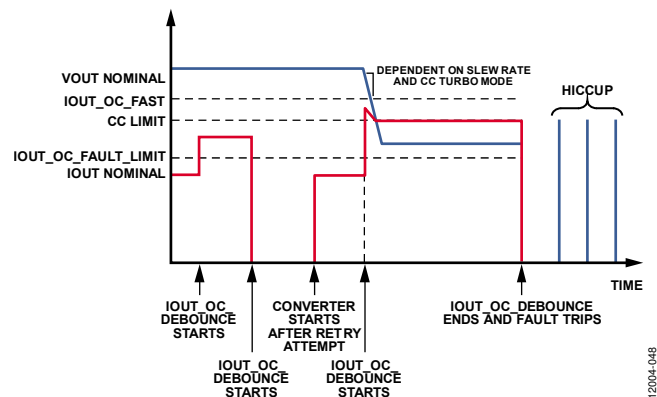 VOUT NOMINAL
IOUT_OC_FAST
CC LIMIT
IOUT_OC_FAULT_LIMIT
IOUT NOMINAL
DEPENDENT ON SLEW RATE
AND CC TURBO MODE
HICCUP
TIME
IOUT_OC_
DEBOUNCE
STARTS
IOUT_OC_
DEBOUNCE
STARTS
CONVERTER
STARTS
AFTER RETRY
ATTEMPT
IOUT_OC_
DEBOUNCE
STARTS
IOUT_OC_DEBOUNCE
ENDS AND FAULT TRIPS
12004-048